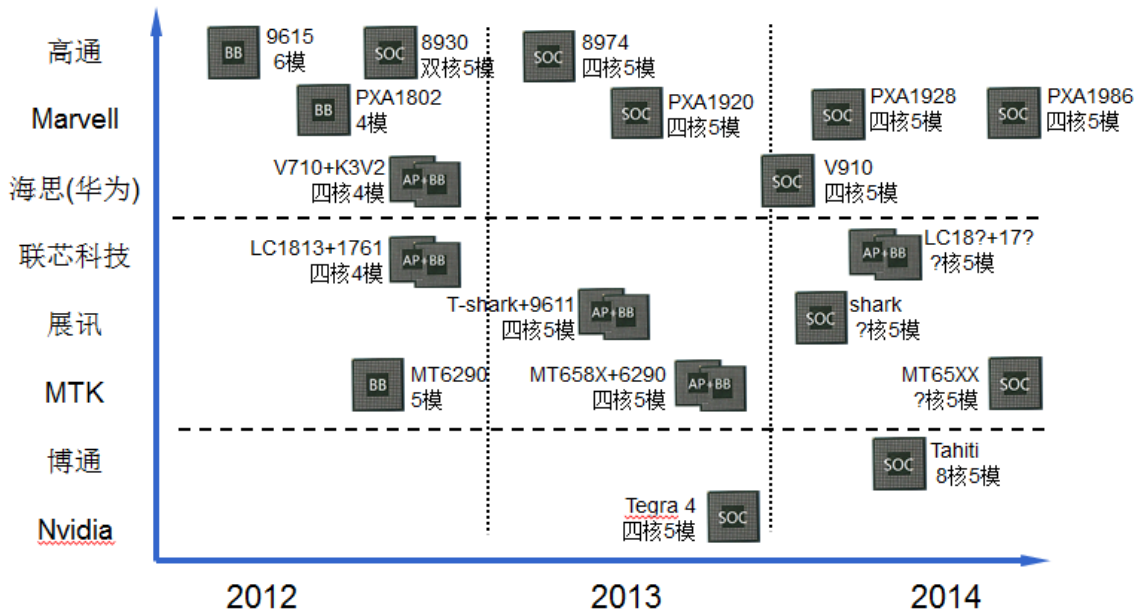 高通
BB
9615
6模
SOC
8930
双核5模
SOC
8974
四核5模
Marvell
BB
PXA1802
4模
SOC
PXA1920
四核5模
SOC
PXA1928
四核5模
SOC
PXA1986
四核5模
海思(华为)
V710+K3V2
四核4模
AP+BB
SOC
V910
四核5模
联芯科技
LC1813+1761
四核4模
AP+BB
AP+BB
LC18?+17?
?核5模
展讯
T-shark+9611
四核5模
AP+BB
SOC
shark
?核5模
MTK
BB
MT6290
5模
MT658X+6290
四核5模
AP+BB
MT65XX
?核5模
SOC
博通
SOC
Tahiti
8核5模
Nvidia
Tegra 4
四核5模
SOC
2012
2013
2014